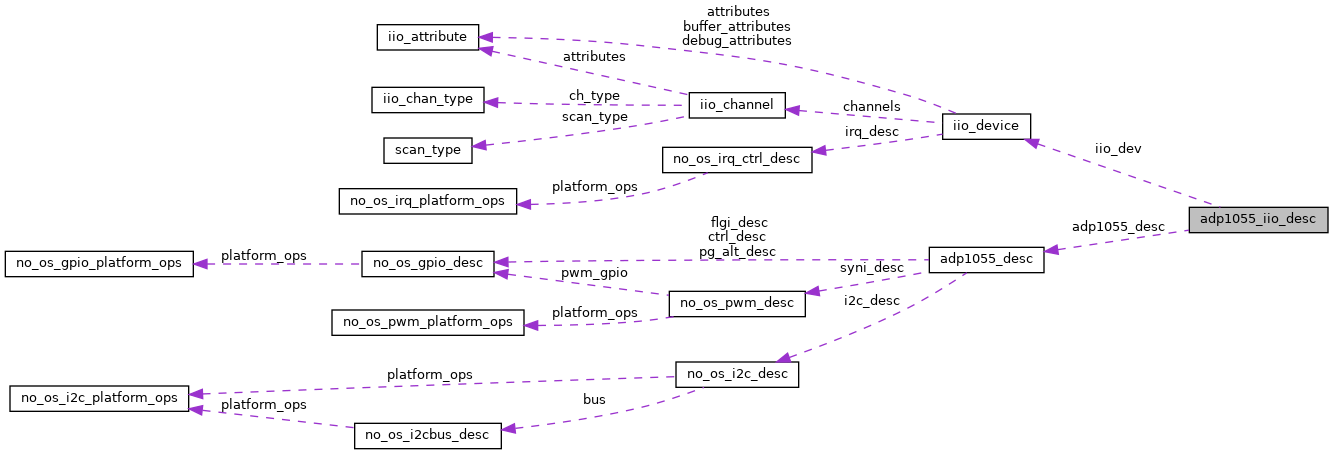 attributes
buffer_attributes
debug_attributes
iio_attribute
attributes
iio_chan_type
ch_type
iio_channel
channels
scan_type
scan_type
iio_device
irq_desc
iio_dev
no_os_irq_ctrl_desc
platform_ops
no_os_irq_platform_ops
adp1055_iio_desc
flgi_desc
ctrl_desc
pg_alt_desc
adp1055_desc
no_os_gpio_platform_ops
platform_ops
no_os_gpio_desc
adp1055_desc
pwm_gpio
syni_desc
no_os_pwm_desc
i2c_desc
no_os_pwm_platform_ops
platform_ops
no_os_i2c_desc
platform_ops
no_os_i2c_platform_ops
platform_ops
bus
no_os_i2cbus_desc